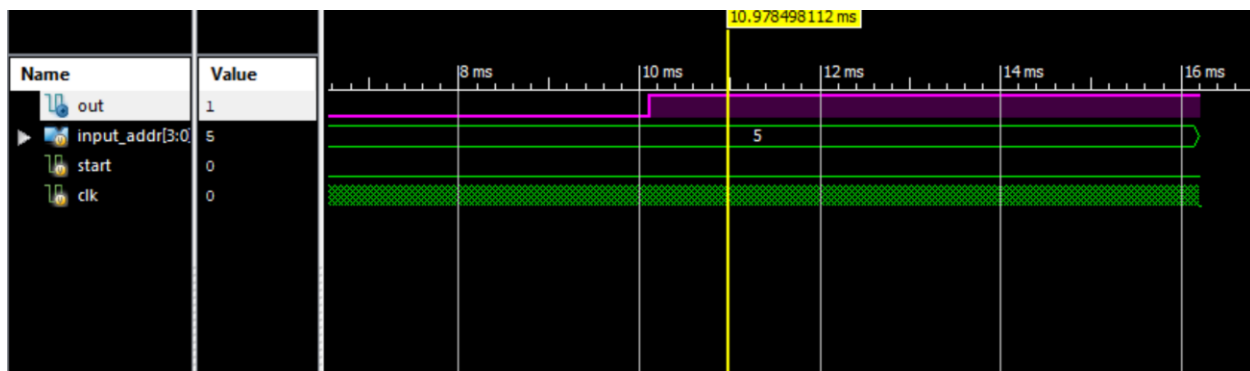 10.978498112 ms
Name Value
8 ms 10 ms 12 ms 14 ms 16 ms
out 1
input_addr[3:0] 5 5
start 0
clk 0